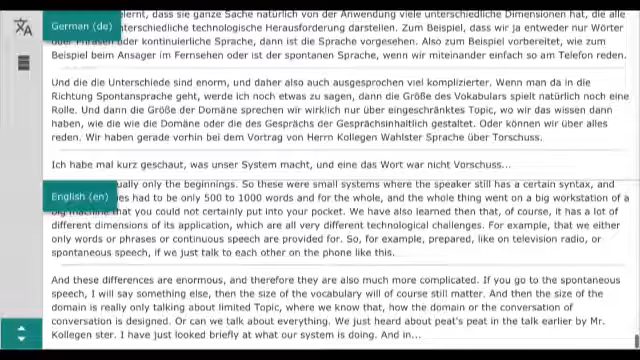 German (de)
elernt, dass sie ganze Sache natürlich von der Anwendung viele unterschiedliche Dimensionen hat, die alle
nterschiedliche technologische Herausforderung darstellen. Zum Beispiel, dass wir ja entweder nur Wörter
oder Phrasen oder kontinuierliche Sprache, dann ist die Sprache vorgesehen. Also zum Beispiel vorbereitet, wie zum
Beispiel beim Ansager im Fernsehen oder ist der spontanen Sprache, wenn wir miteinander einfach so am Telefon reden.
Und die die Unterschiede sind enorm, und daher also auch ausgesprochen viel komplizierter. Wenn man da in die
Richtung Spontansprache geht, werde ich noch etwas zu sagen, dann die Größe des Vokabulars spielt natürlich noch eine
Rolle. Und dann die Größe der Domäne sprechen wir wirklich nur über eingeschränktes Topic, wo wir das wissen dann
haben, wie die wie die Domäne oder die des Gesprächs der Gesprächsinhaltlich gestaltet. Oder können wir über alles
reden. Wir haben gerade vorhin bei dem Vortrag von Herrn Kollegen Wahlster Sprache über Torschuss.
Ich habe mal kurz geschaut, was unser System macht, und eine das Wort war nicht Vorschuss...
English (en)
ually only the beginnings. So these were small systems where the speaker still has a certain syntax, and
es had to be only 500 to 1000 words and for the whole, and the whole thing went on a big workstation of a
big machine that you could not certainly put into your pocket. We have also learned then that, of course, it has a lot of
different dimensions of its application, which are all very different technological challenges. For example, that we either
only words or phrases or continuous speech are provided for. So, for example, prepared, like on television radio, or
spontaneous speech, if we just talk to each other on the phone like this.
And these differences are enormous, and therefore they are also much more complicated. If you go to the spontaneous
speech, I will say something else, then the size of the vocabulary will of course still matter. And then the size of the
domain is really only talking about limited Topic, where we know that, how the domain or the conversation of
conversation is designed. Or can we talk about everything. We just heard about peat's peat in the talk earlier by Mr.
Kollegen ster. I have just looked briefly at what our system is doing. And in...